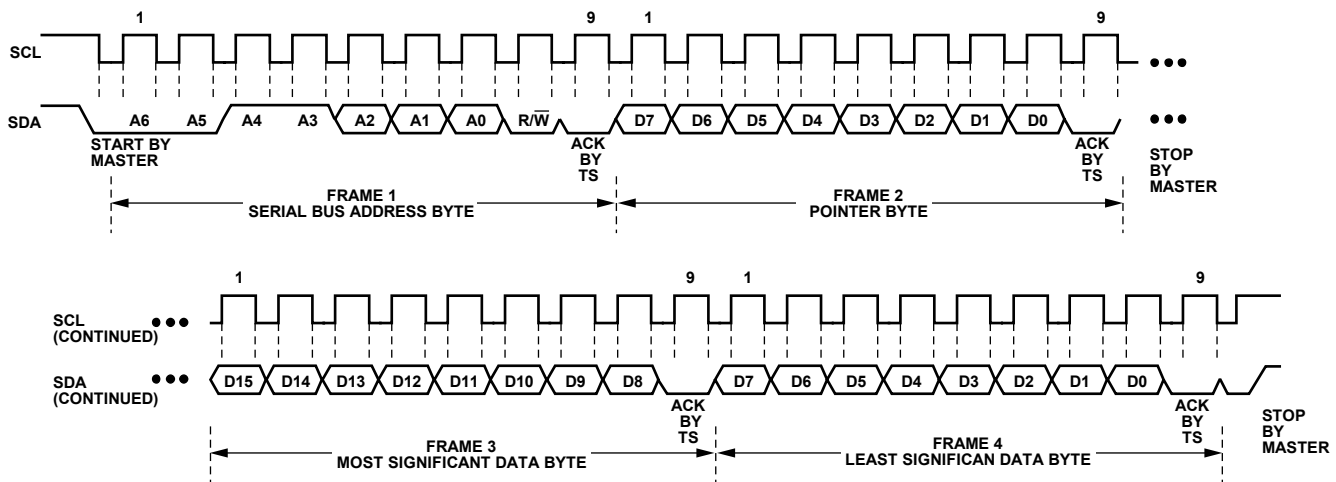 1 9 1 9
SCL
SDA A6 A5 A4 A3 A2 A1 A0 R/W̅ D7 D6 D5 D4 D3 D2 D1 D0
START BY
MASTER
ACK
BY
TS
ACK
BY
TS
STOP
BY
MASTER
FRAME 1
SERIAL BUS ADDRESS BYTE
FRAME 2
POINTER BYTE
1 9 1 9
SCL
(CONTINUED)
SDA
(CONTINUED)
D15 D14 D13 D12 D11 D10 D9 D8 D7 D6 D5 D4 D3 D2 D1 D0
ACK
BY
TS
ACK
BY
TS
STOP
BY
MASTER
FRAME 3
MOST SIGNIFICANT DATA BYTE
FRAME 4
LEAST SIGNIFICAN DATA BYTE